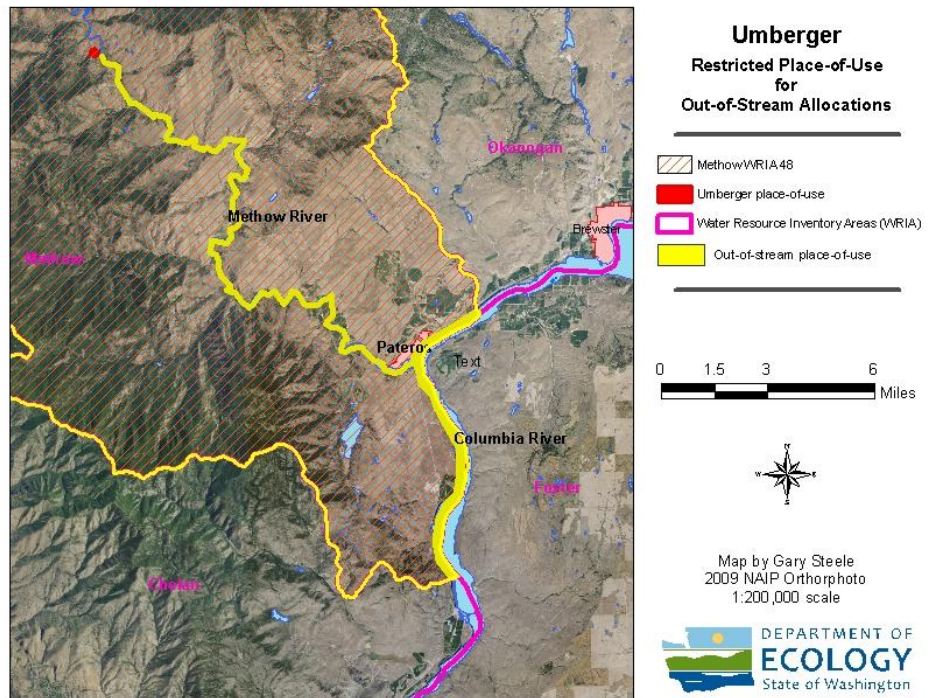 Umberger
Restricted Place-of-Use
for
Out-of-Stream Allocations
Methow WRIA 48
Umberger place-of-use
Water Resource Inventory Areas (WRIA)
Out-of-stream place-of-use
0 1.5 3 6
Miles
N
W E
S
Map by Gary Steele
2009 NAIP Orthorphoto
1:200,000 scale
DEPARTMENT OF
ECOLOGY
State of Washington
Okanogan
Methow River
Brewster
Methow
Pateros
Text
Columbia River
Foster
Chelan